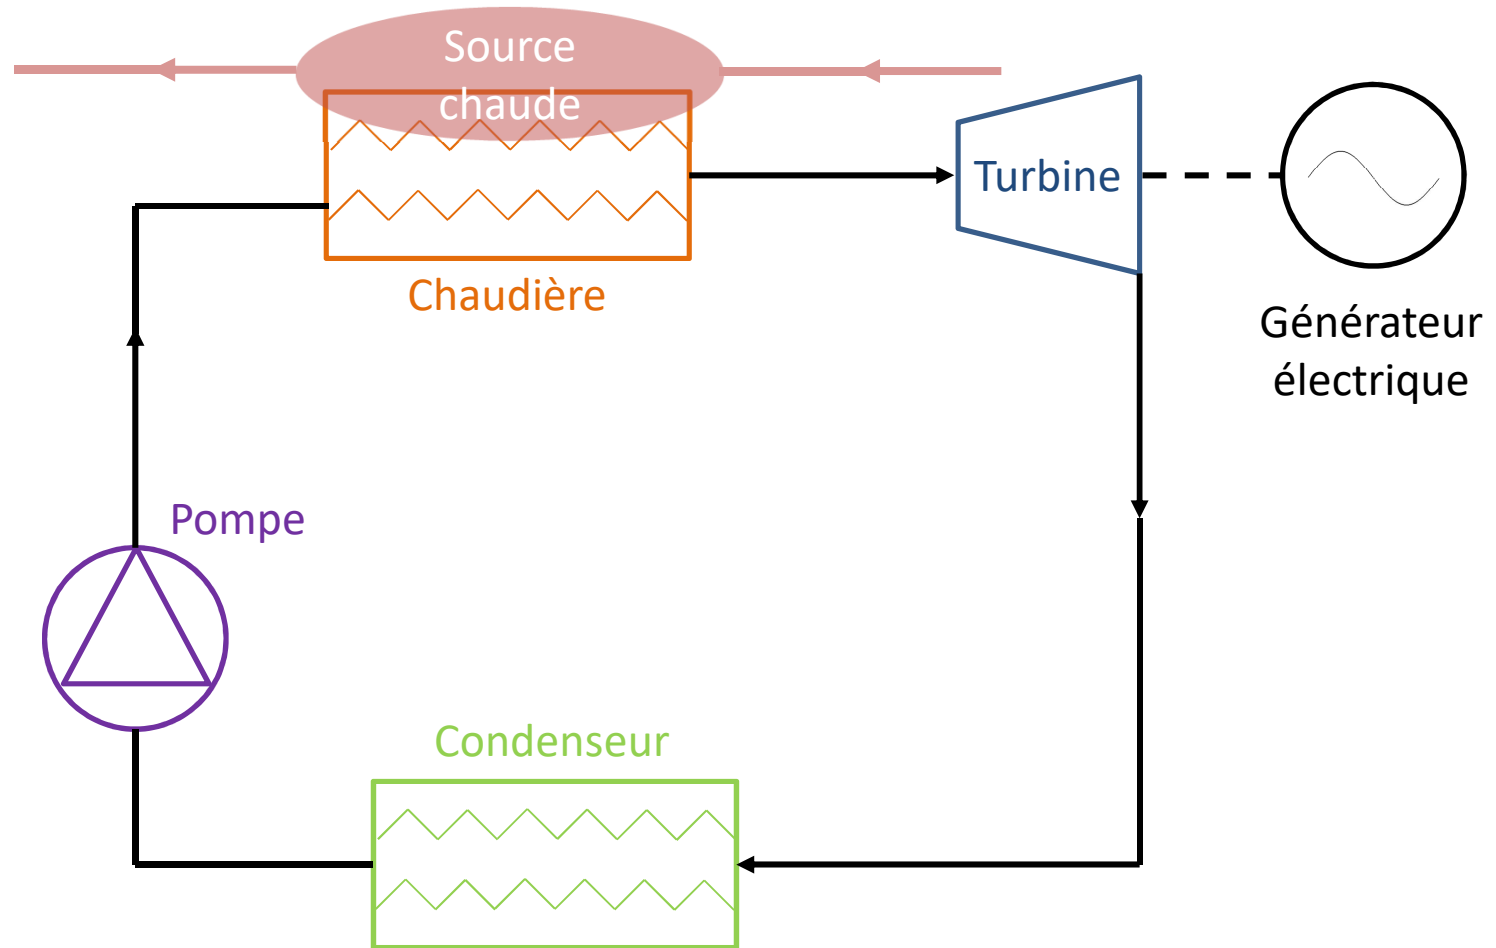 Source
chaude
Turbine
Chaudière
Générateur
électrique
Pompe
Condenseur